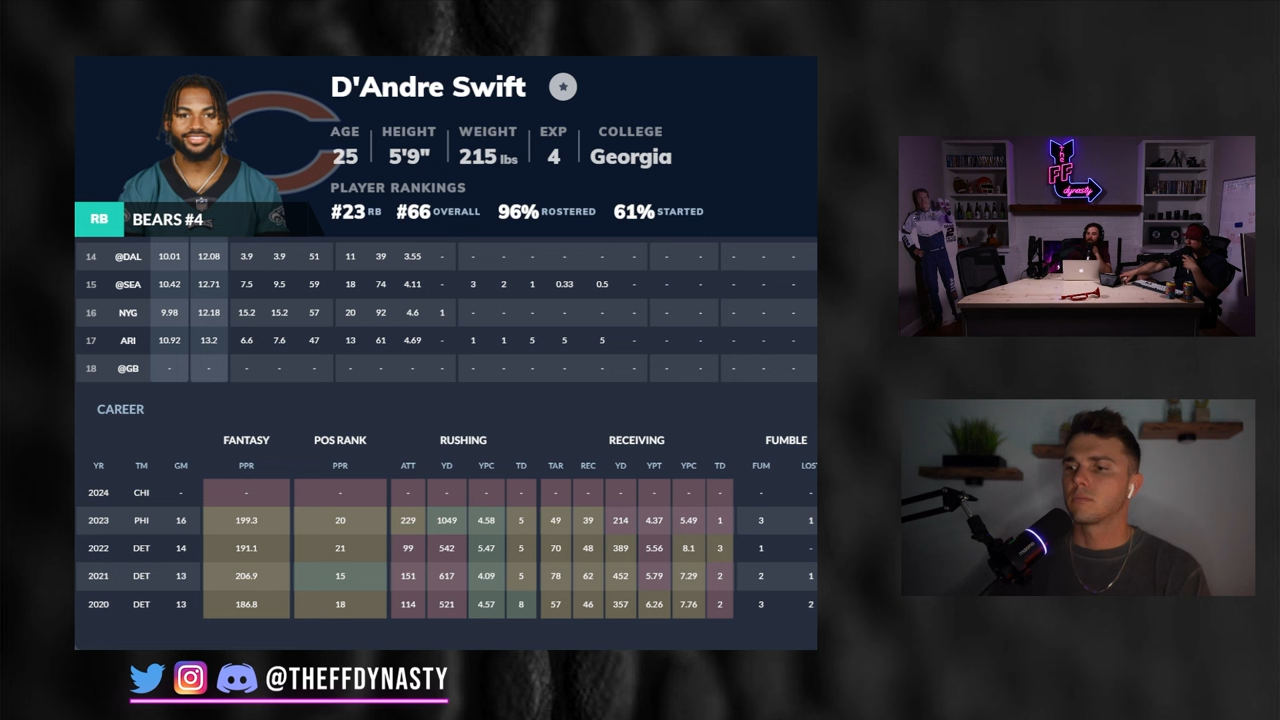 D'Andre Swift
AGE HEIGHT WEIGHT EXP COLLEGE
25 5'9" 215 lbs 4 Georgia
PLAYER RANKINGS
#23 RB #66 OVERALL 96% ROSTERED 61% STARTED
RB BEARS #4
14 @DAL 10.01 12.08 3.9 3.9 51 11 39 3.55 - - - - - - - - - - - -
15 @SEA 10.42 12.71 7.5 9.5 59 18 74 4.11 - 3 2 1 0.33 0.5 - - - - - -
16 NYG 9.98 12.18 15.2 15.2 57 20 92 4.6 1 - - - - - - - - - - -
17 ARI 10.92 13.2 6.6 7.6 47 13 61 4.69 - 1 1 5 5 5 - - - - - -
18 @GB - - - - - - - - - - - - - - - - - - - -
CAREER
FANTASY POS RANK RUSHING RECEIVING FUMBLE
YR TM GM PPR PPR ATT YD YPC TD TAR REC YD YPT YPC TD FUM LOST
2024 CHI - - - - - - - - - - - - - - -
2023 PHI 16 199.3 20 229 1049 4.58 5 49 39 214 4.37 5.49 1 3 1
2022 DET 14 191.1 21 99 542 5.47 5 70 48 389 5.56 8.1 3 1 -
2021 DET 13 206.9 15 151 617 4.09 5 78 62 452 5.79 7.29 2 2 1
2020 DET 13 186.8 18 114 521 4.57 8 57 46 357 6.26 7.76 2 3 2
@THEFFDYNASTY
The
FF
dynasty